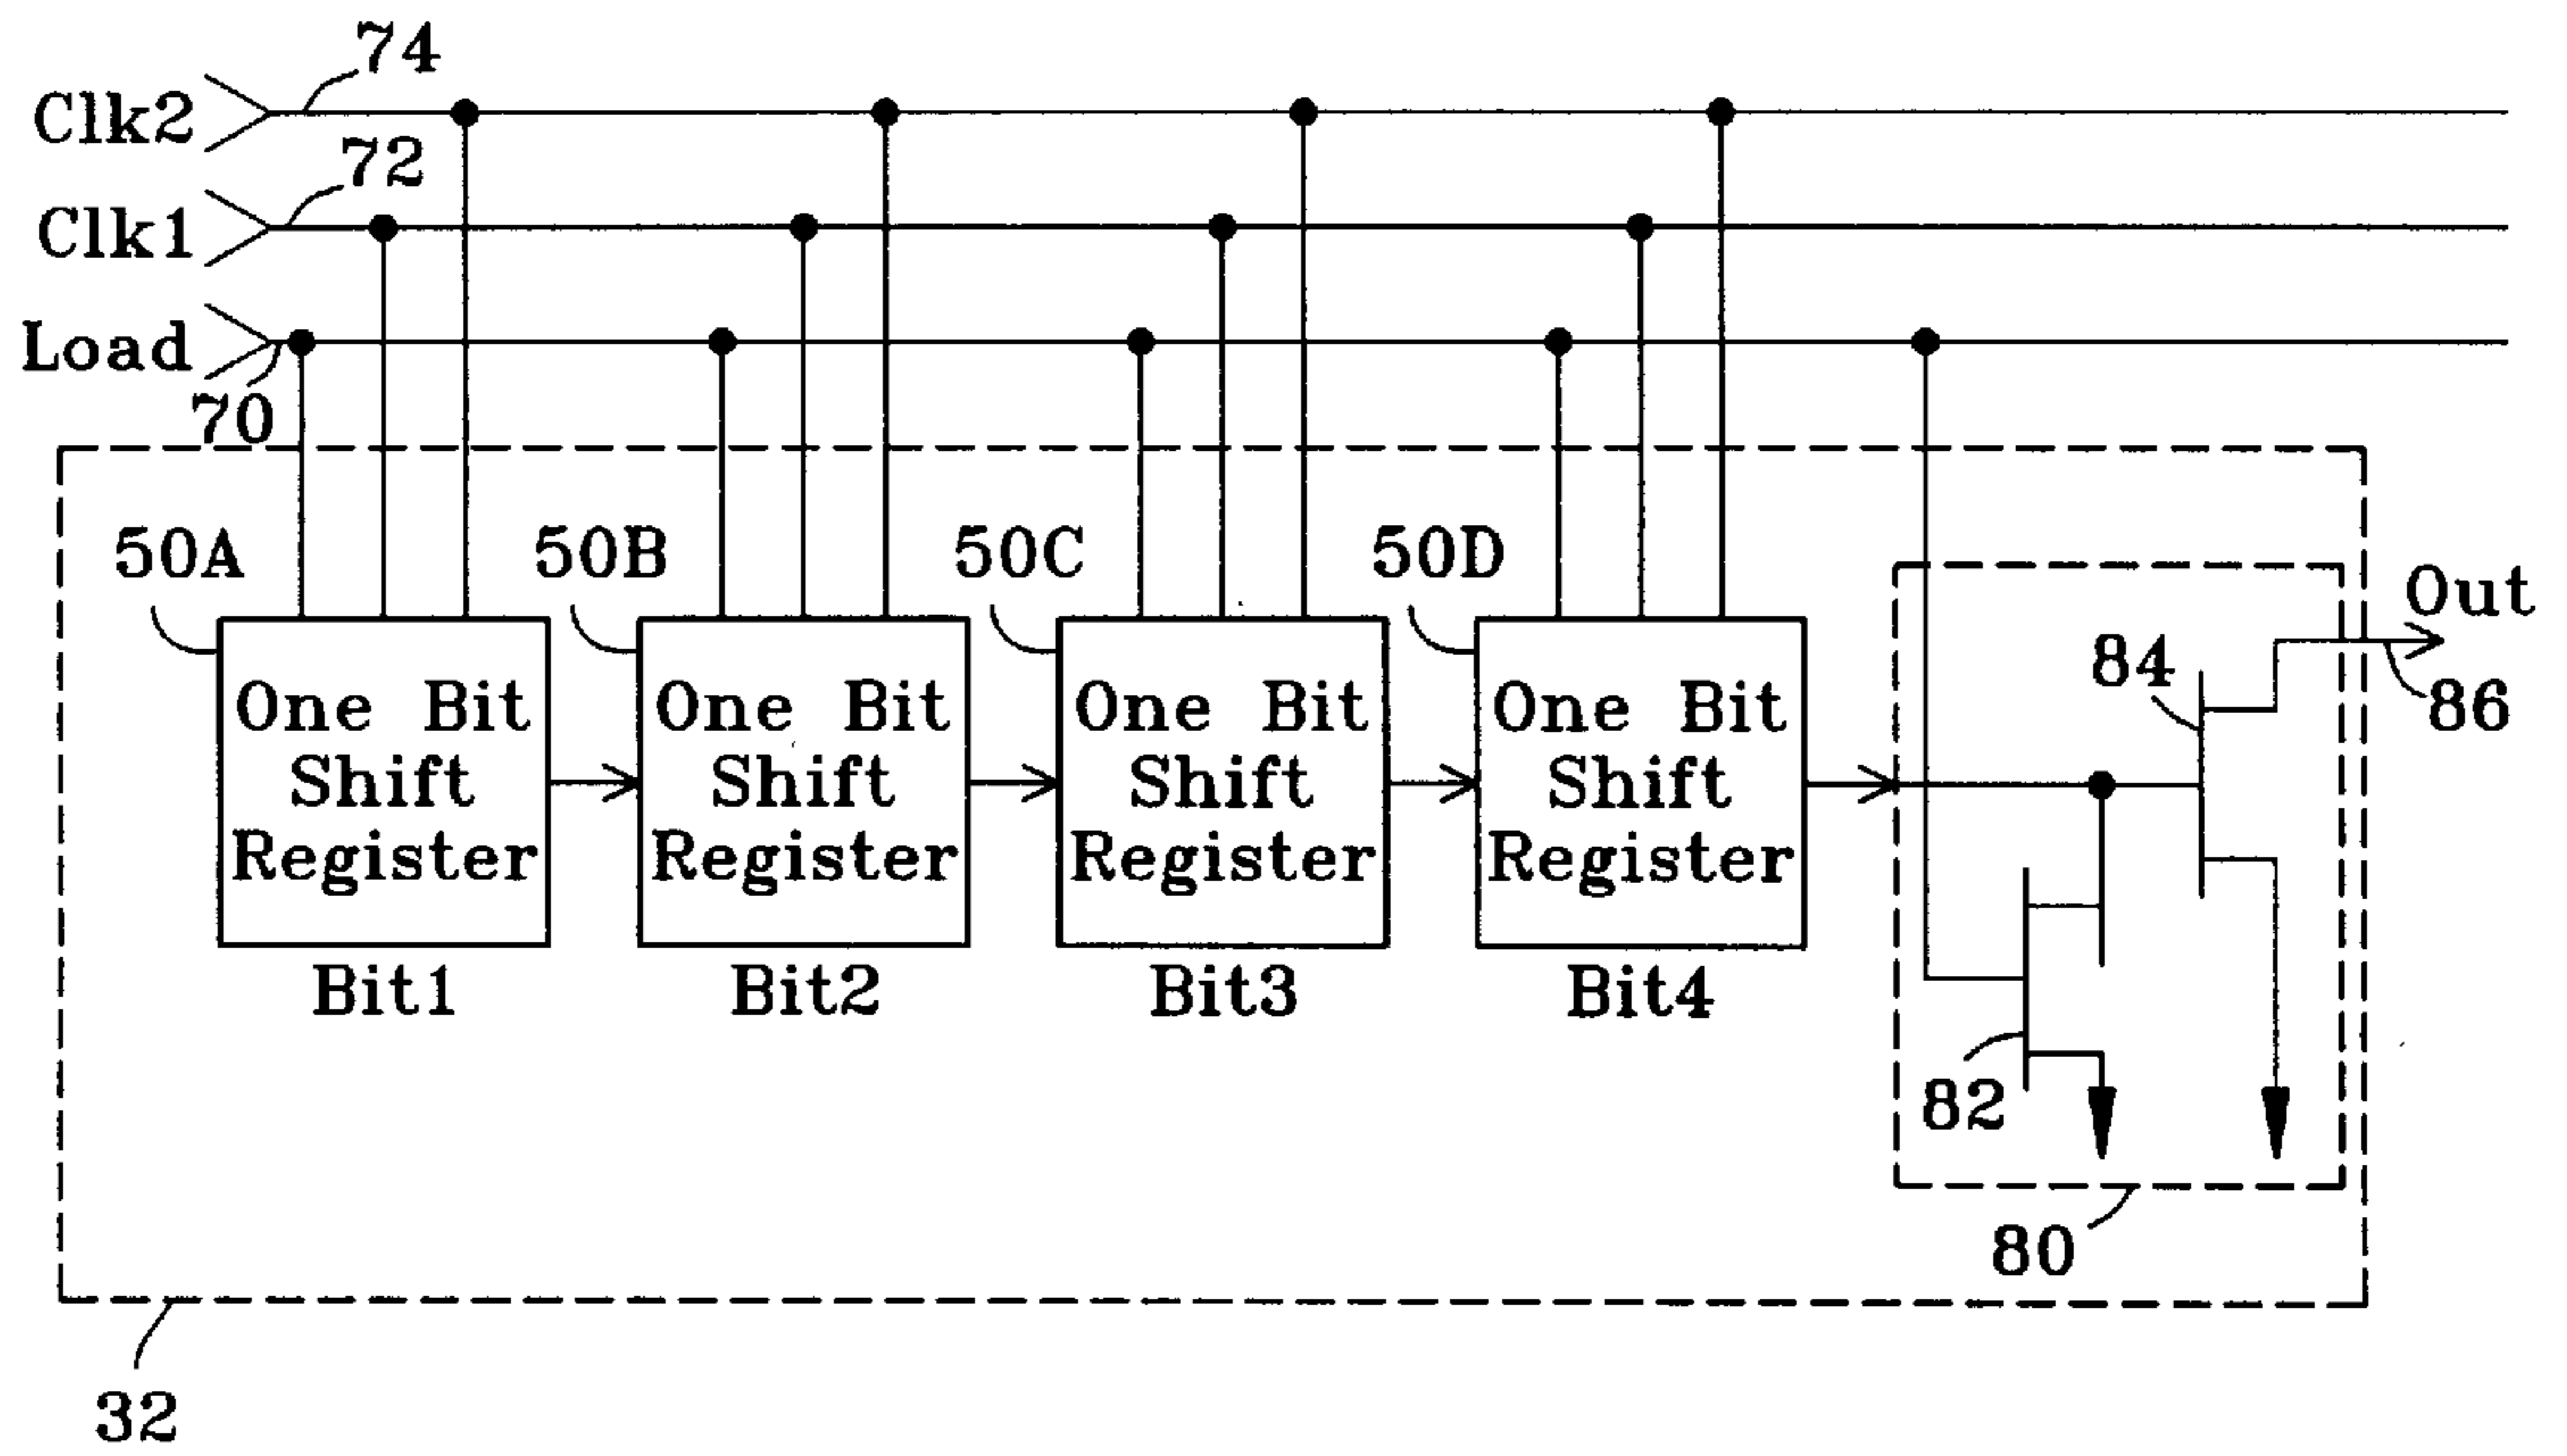 74
Clk2
72
Clk1
Load
70
50A
50B
50C
50D
Out
84
86
One Bit
Shift
Register
One Bit
Shift
Register
One Bit
Shift
Register
One Bit
Shift
Register
Bit1
Bit2
Bit3
Bit4
82
80
32